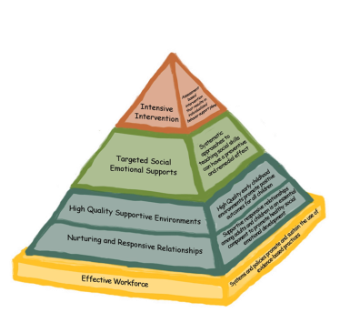 Intensive
Intervention
Targeted Social
Emotional Supports
Systematic
approaches to
teaching social skills
can have a preventive
and remedial effect
High Quality Supportive Environments
High Quality early childhood
environments promote positive
outcomes for all children
Nurturing and Responsive Relationships
Supportive responsive relationships
among adults and children is an essential
component to promote healthy social
emotional development
Effective Workforce
Systems and policies promote and sustain the use of
evidence-based practices